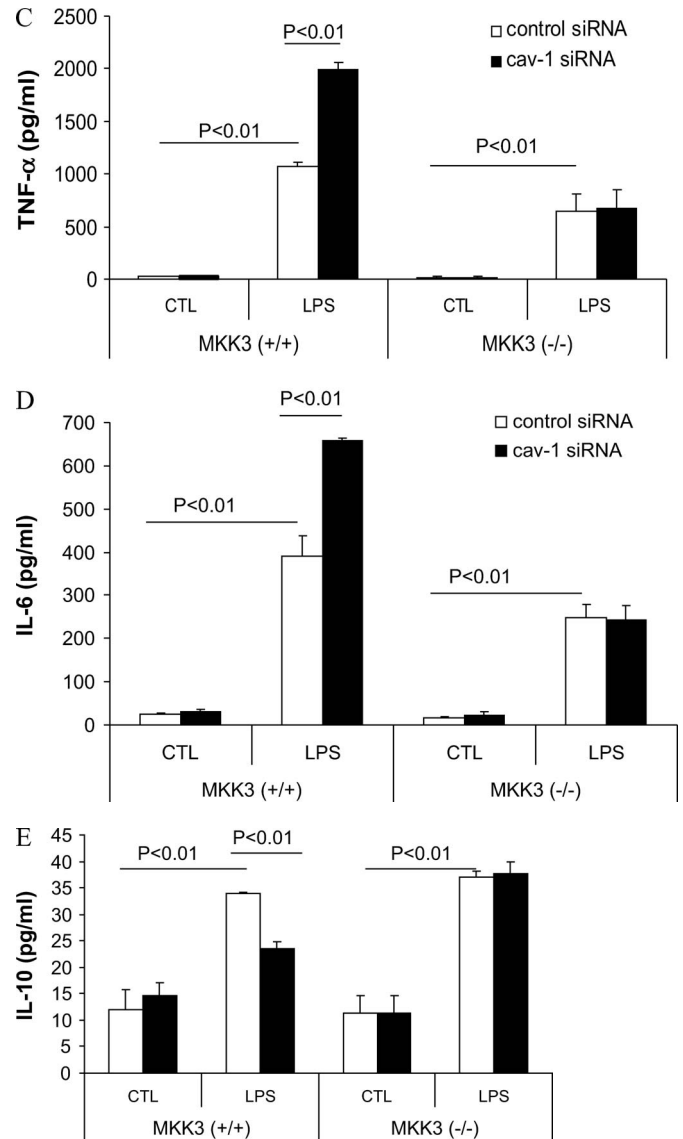 C
P<0.01
control siRNA
cav-1 siRNA
TNF-α (pg/ml)
2500
2000
1500
1000
500
0
P<0.01
P<0.01
CTL
LPS
CTL
LPS
MKK3 (+/+)
MKK3 (-/-)
D
P<0.01
control siRNA
cav-1 siRNA
IL-6 (pg/ml)
700
600
500
400
300
200
100
0
P<0.01
P<0.01
CTL
LPS
CTL
LPS
MKK3 (+/+)
MKK3 (-/-)
E
IL-10 (pg/ml)
45
40
35
30
25
20
15
10
5
0
P<0.01
P<0.01
P<0.01
CTL
LPS
CTL
LPS
MKK3 (+/+)
MKK3 (-/-)